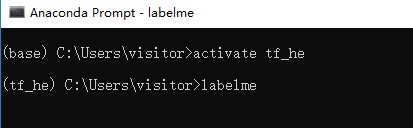 Anaconda Prompt - labelme
(base) C:\Users\visitor>activate tf_he
(tf_he) C:\Users\visitor>labelme